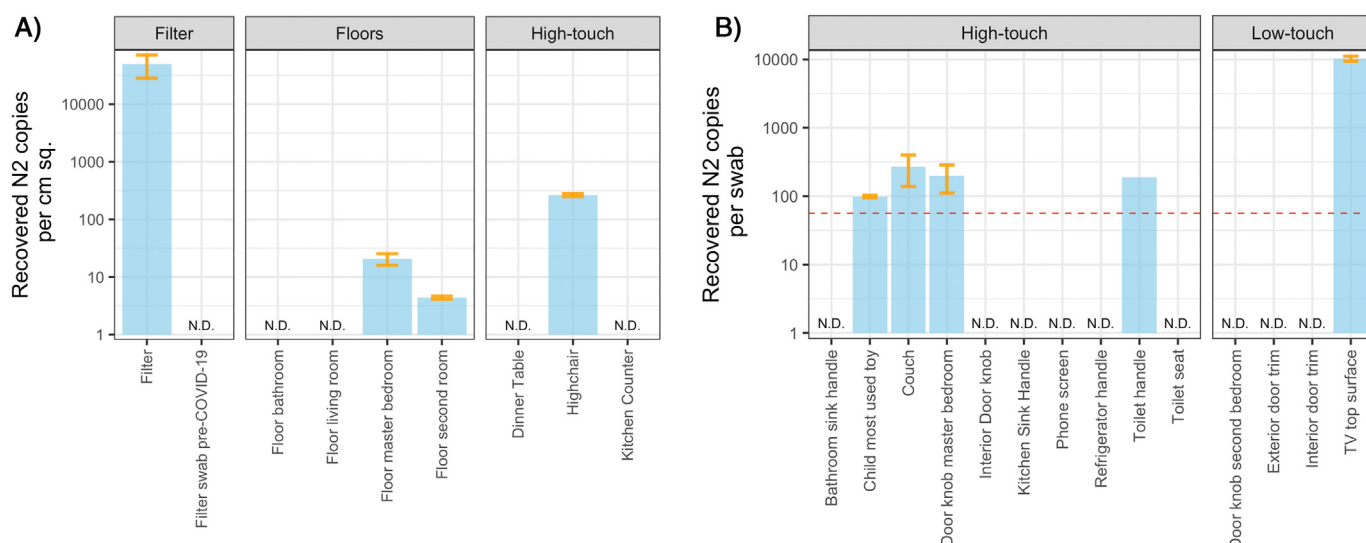 A)
Filter
Floors
High-touch
Recovered N2 copies
per cm sq.
10000
1000
100
10
1
N.D.
N.D.
N.D.
N.D.
N.D.
Filter
Filter swab pre-COVID-19
Floor bathroom
Floor living room
Floor master bedroom
Floor second room
Dinner Table
Highchair
Kitchen Counter
B)
High-touch
Low-touch
Recovered N2 copies
per swab
10000
1000
100
10
1
N.D.
N.D.
N.D.
N.D.
N.D.
N.D.
N.D.
N.D.
N.D.
Bathroom sink handle
Child most used toy
Couch
Door knob master bedroom
Interior Door knob
Kitchen Sink Handle
Phone screen
Refrigerator handle
Toilet handle
Toilet seat
Door knob second bedroom
Exterior door trim
Interior door trim
TV top surface